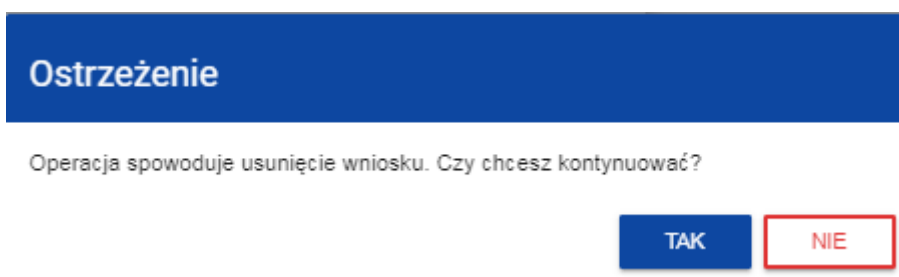 Ostrzeżenie
Operacja spowoduje usunięcie wniosku. Czy chcesz kontynuować?
TAK NIE